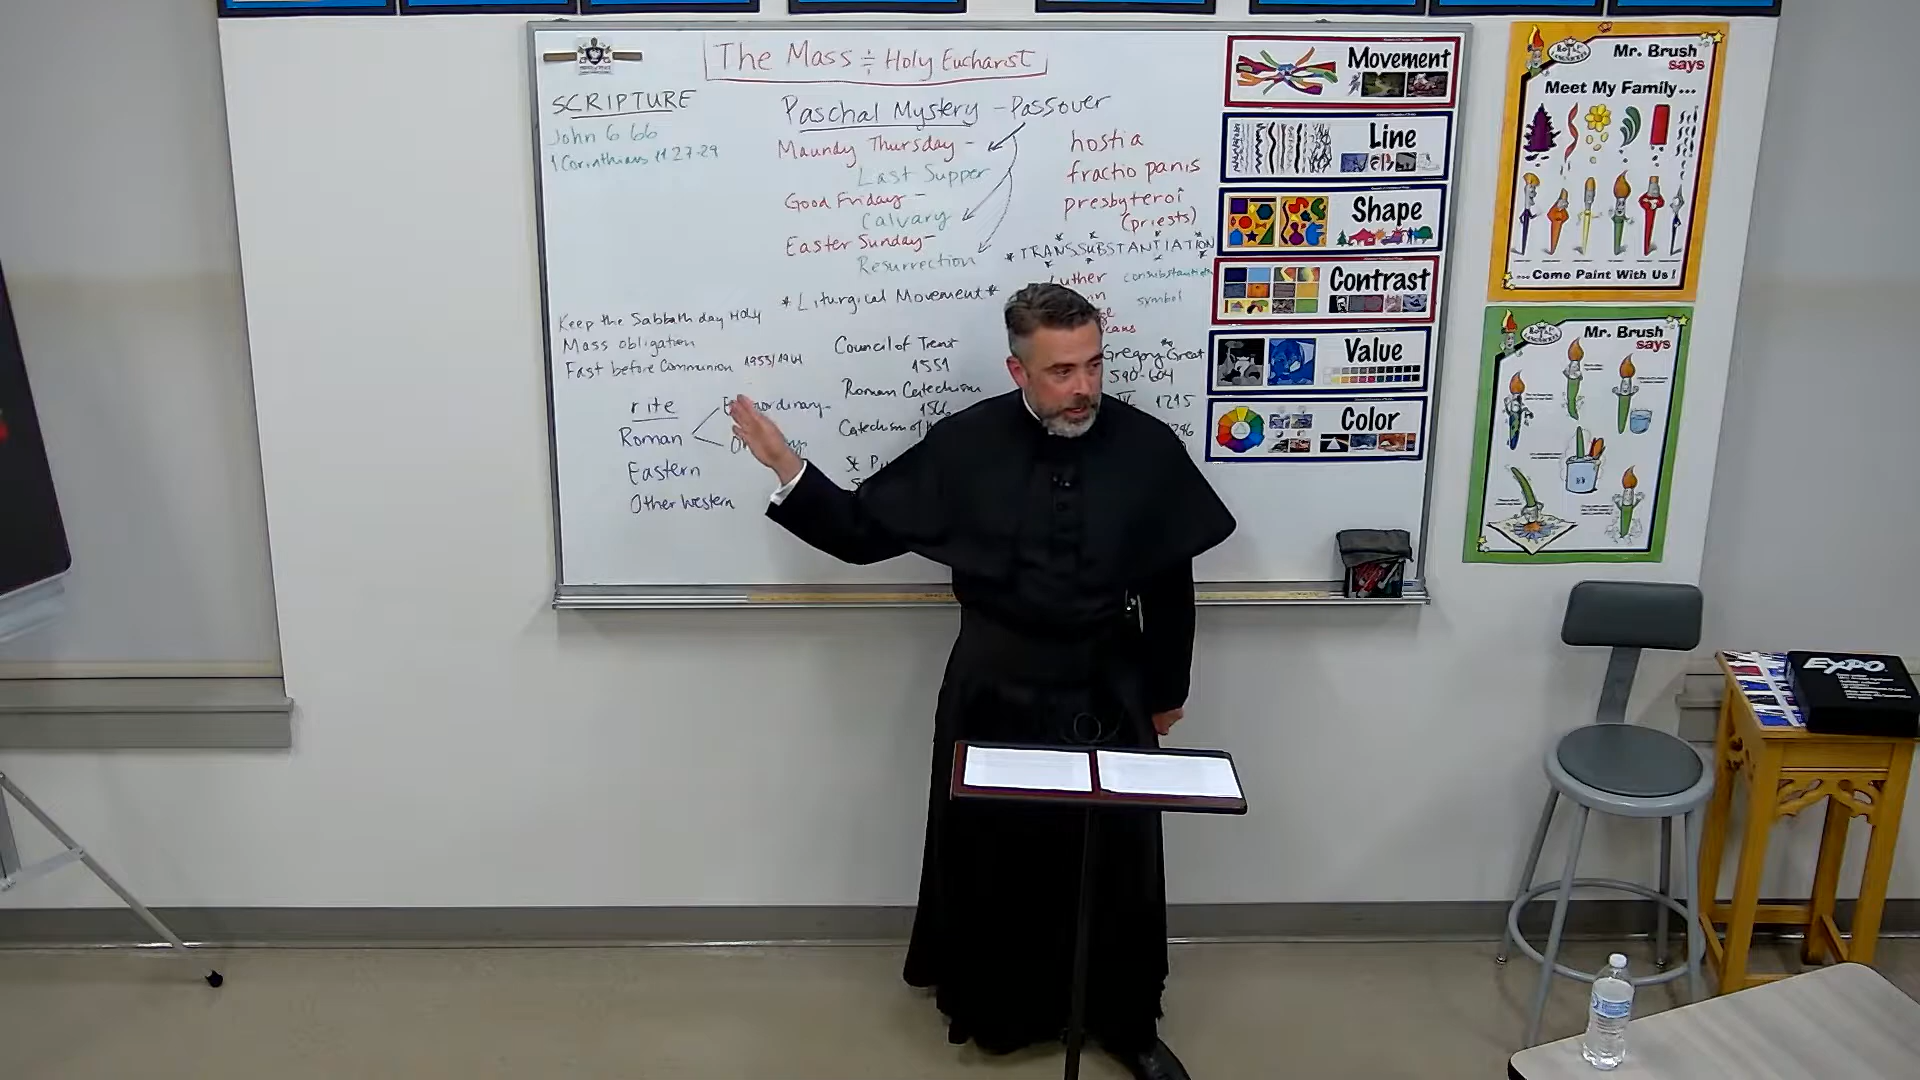 The Mass ÷ Holy Eucharist
SCRIPTURE
John 6 66
1 Corinthians 11 27-29
Paschal Mystery - Passover
Maundy Thursday -
Last Supper
Good Friday -
Calvary
Easter Sunday -
Resurrection
* Liturgical Movement *
hostia
fractio panis
presbyteroi
(priests)
* TRANSSUBSTANTIATION
Luther
symbol
Keep the Sabbath day Holy
Mass obligation
Fast before Communion 1953/1964
rite
Roman
Eastern
Other Western
Council of Trent
1551
Roman Catechism
Catechism of
St
Gregory Great
590-604
IV 1215
Movement
Line
Shape
Contrast
Value
Color
Mr. Brush
says
Meet My Family...
...Come Paint With Us!
Mr. Brush
says
EXPO